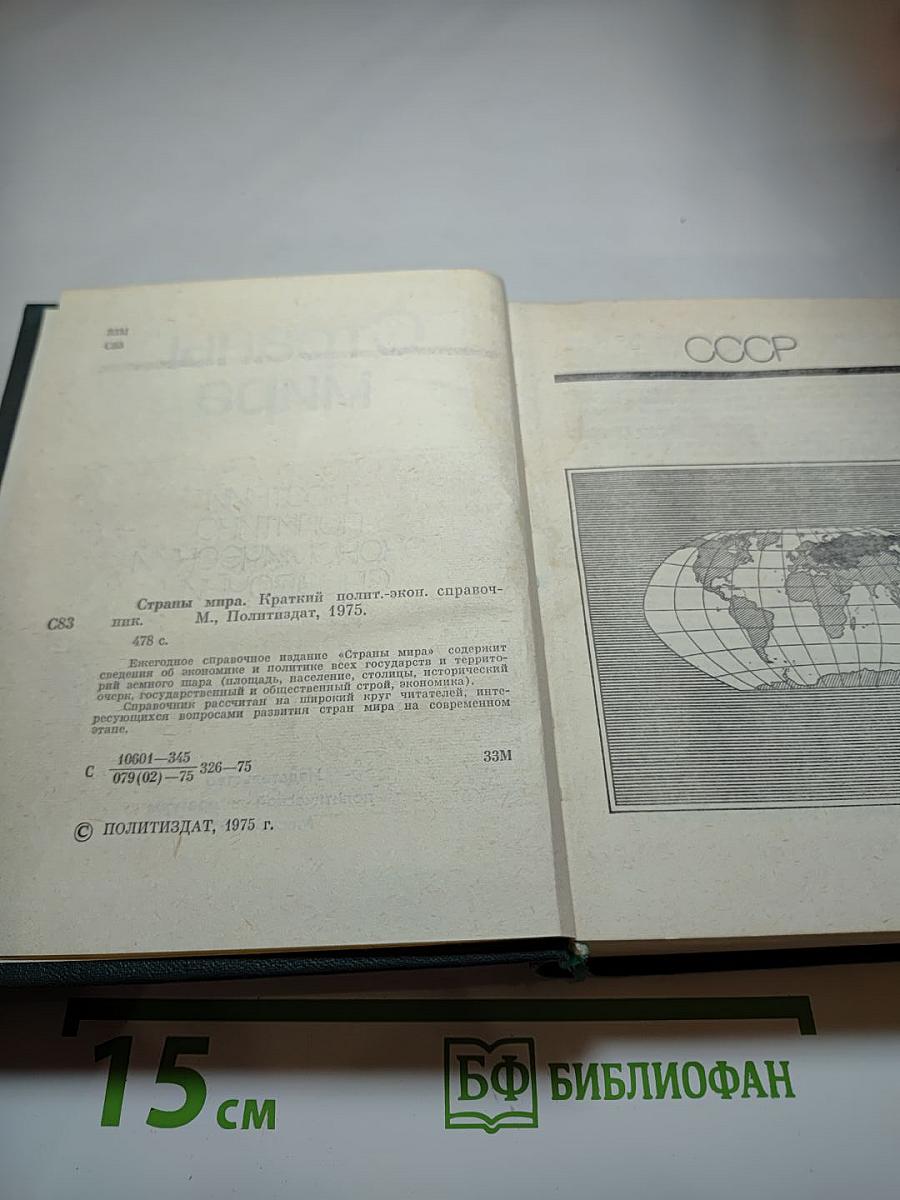 33М
С83
Страны мира. Краткий полит.-экон. справоч-
С83 ник. М., Политиздат, 1975.
478 с.
Ежегодное справочное издание «Страны мира» содержит
сведения об экономике и политике всех государств и террито-
рий земного шара (площадь, население, столицы, исторический
очерк, государственный и общественный строй, экономика).
Справочник рассчитан на широкий круг читателей, инте-
ресующихся вопросами развития стран мира на современном
этапе.
С 10601—345
079(02)—75 326—75 33М
© ПОЛИТИЗДАТ, 1975 г.
СССР
15 см
БФ БИБЛИОФАН